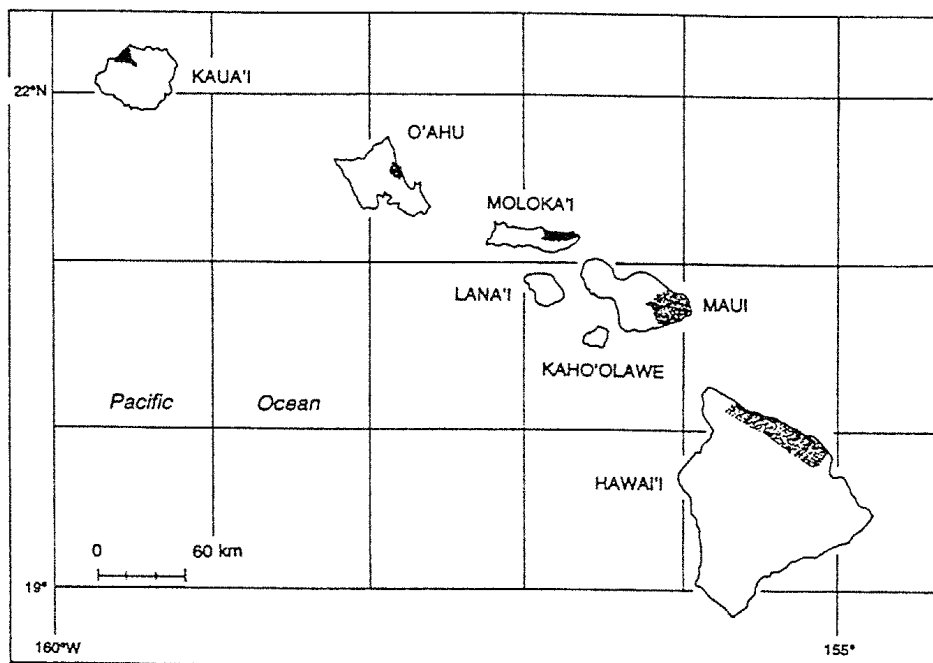 KAUA'I
22°N
O'AHU
MOLOKA'I
LANA'I
MAUI
KAHO'OLAWE
Pacific Ocean
HAWAI'I
0 60 km
19°
160°W 155°